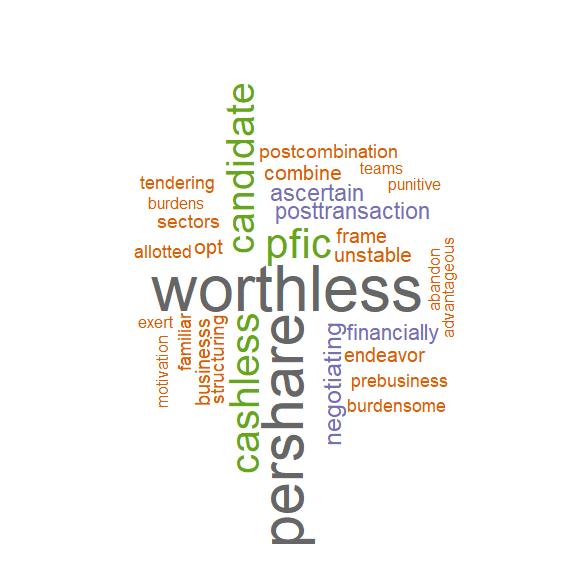 candidate
postcombination
teams
combine
punitive
tendering
ascertain
burdens
posttransaction
sectors
pfic
frame
allotted
opt
unstable
abandon
advantageous
worthless
exert
familiar
businesss
structuring
motivation
cashless
pershare
negotiating
financially
endeavor
prebusiness
burdensome